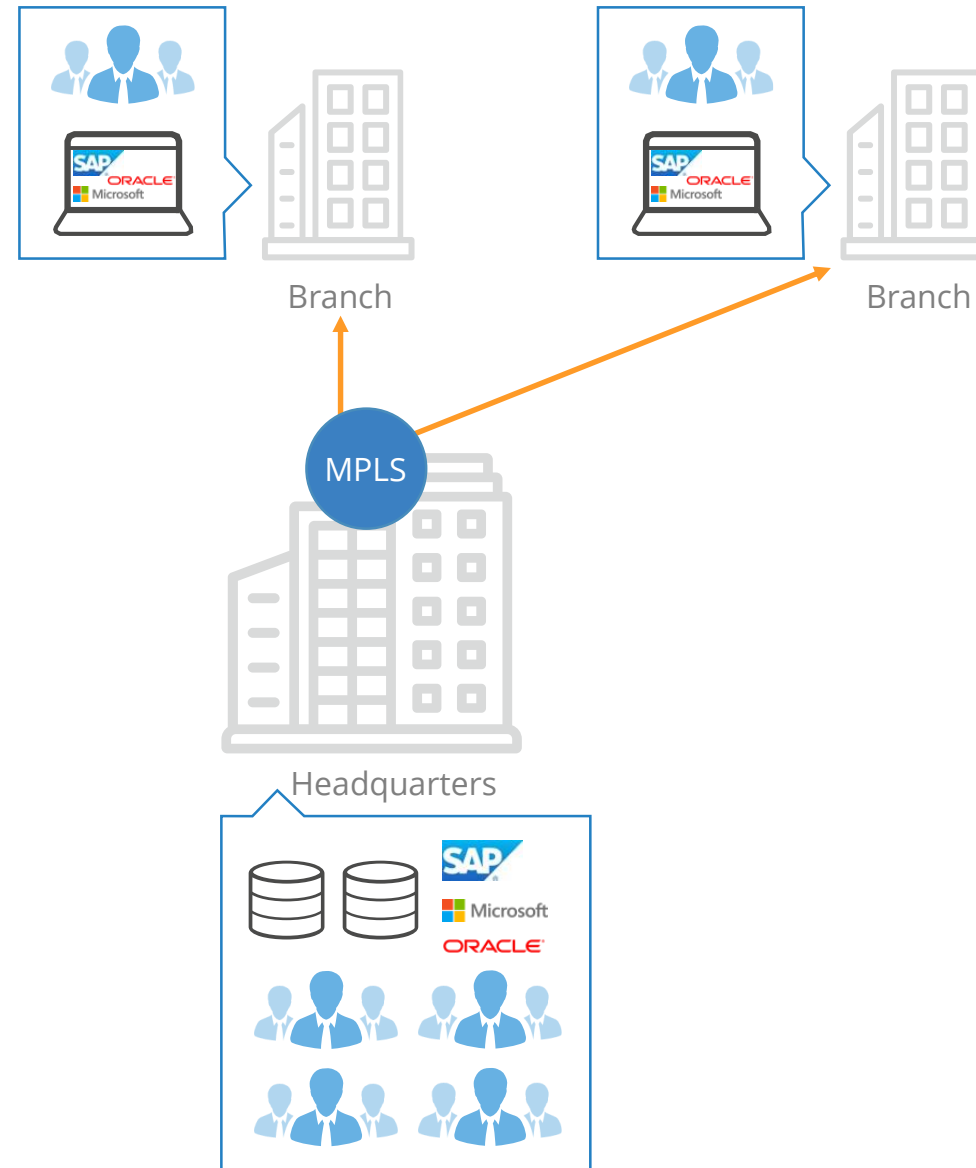 SAP
ORACLE
Microsoft
SAP
ORACLE
Microsoft
Branch
Branch
MPLS
Headquarters
SAP
Microsoft
ORACLE